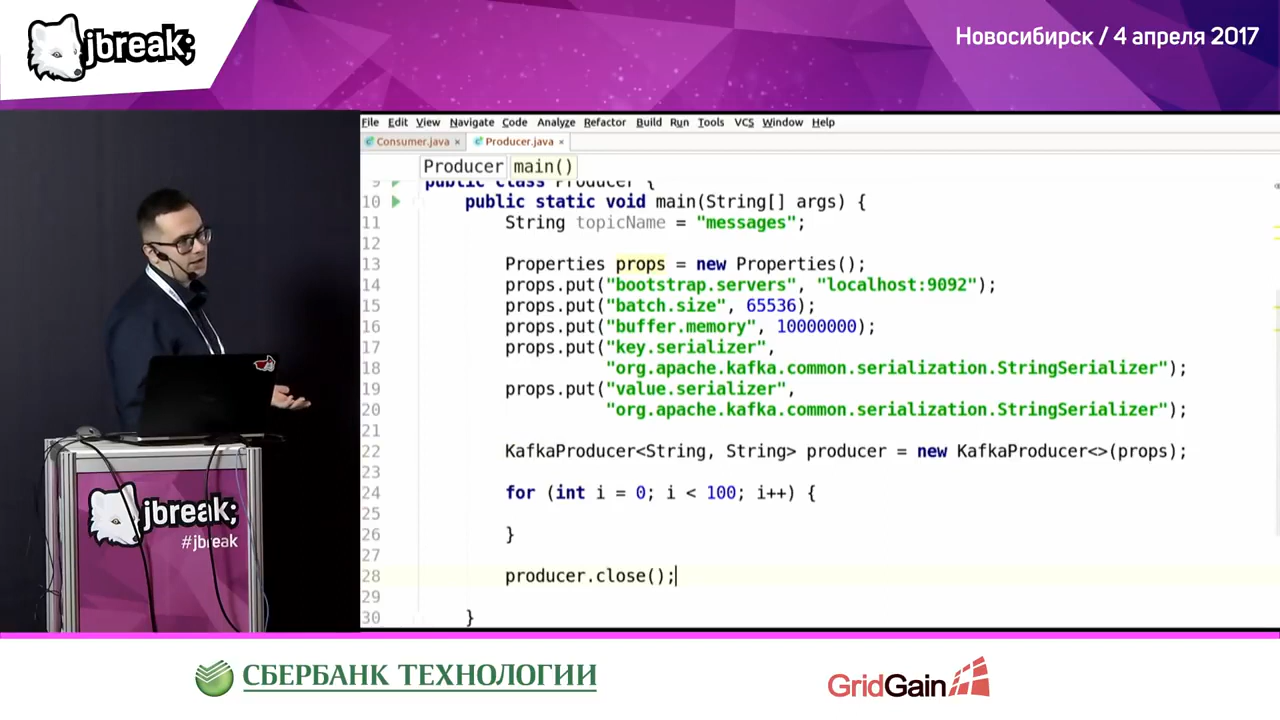 jbreak;
Новосибирск / 4 апреля 2017
File Edit View Navigate Code Analyze Refactor Build Run Tools VCS Window Help
Consumer.java × Producer.java ×
Producer main()
9 public class Producer {
10 public static void main(String[] args) {
11 String topicName = "messages";
12
13 Properties props = new Properties();
14 props.put("bootstrap.servers", "localhost:9092");
15 props.put("batch.size", 65536);
16 props.put("buffer.memory", 10000000);
17 props.put("key.serializer",
18 "org.apache.kafka.common.serialization.StringSerializer");
19 props.put("value.serializer",
20 "org.apache.kafka.common.serialization.StringSerializer");
21
22 KafkaProducer<String, String> producer = new KafkaProducer<>(props);
23
24 for (int i = 0; i < 100; i++) {
25
26 }
27
28 producer.close();
29
30 }
jbreak;
#jbreak
СБЕРБАНК ТЕХНОЛОГИИ
GridGain